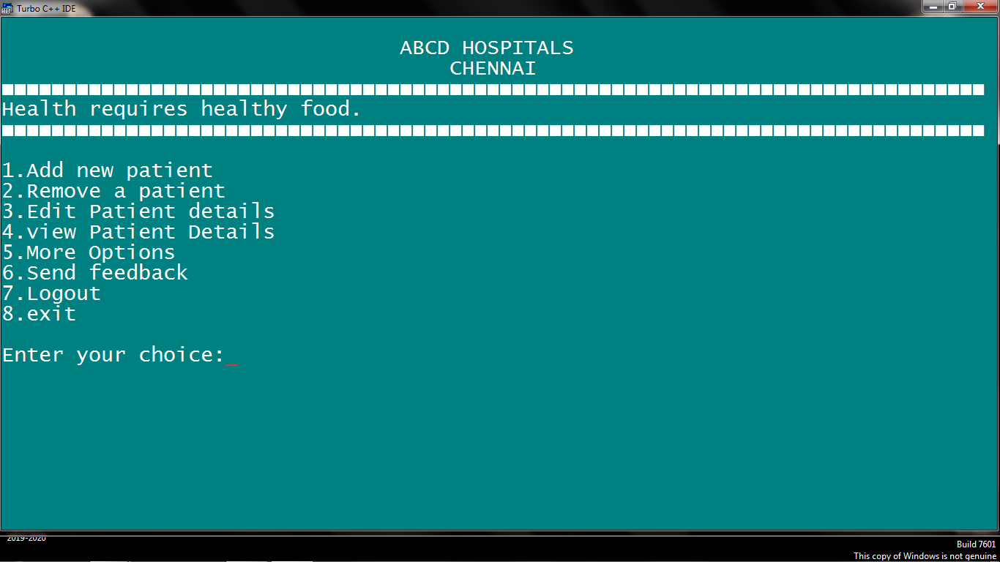 Turbo C++ IDE
ABCD HOSPITALS
CHENNAI
Health requires healthy food.
1.Add new patient
2.Remove a patient
3.Edit Patient details
4.view Patient Details
5.More Options
6.Send feedback
7.Logout
8.exit
Enter your choice:_
2019-2020
Build 7601
This copy of Windows is not genuine